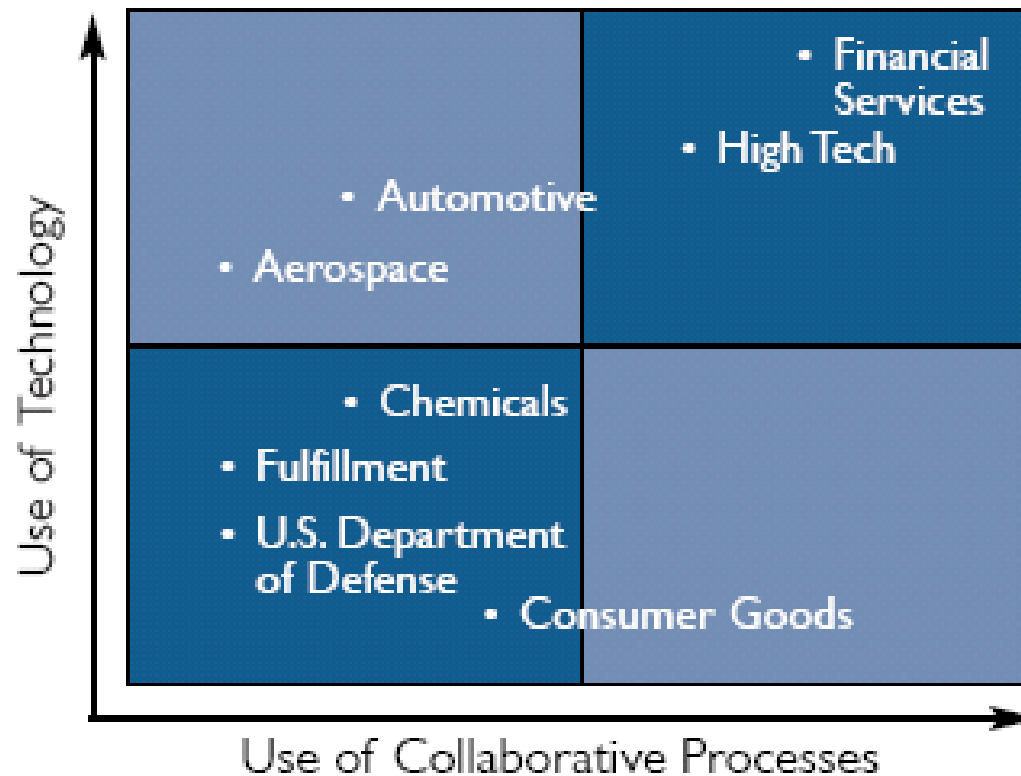 Use of Technology
Financial
Services
High Tech
Automotive
Aerospace
Chemicals
Fulfillment
U.S. Department
of Defense
Consumer Goods
Use of Collaborative Processes